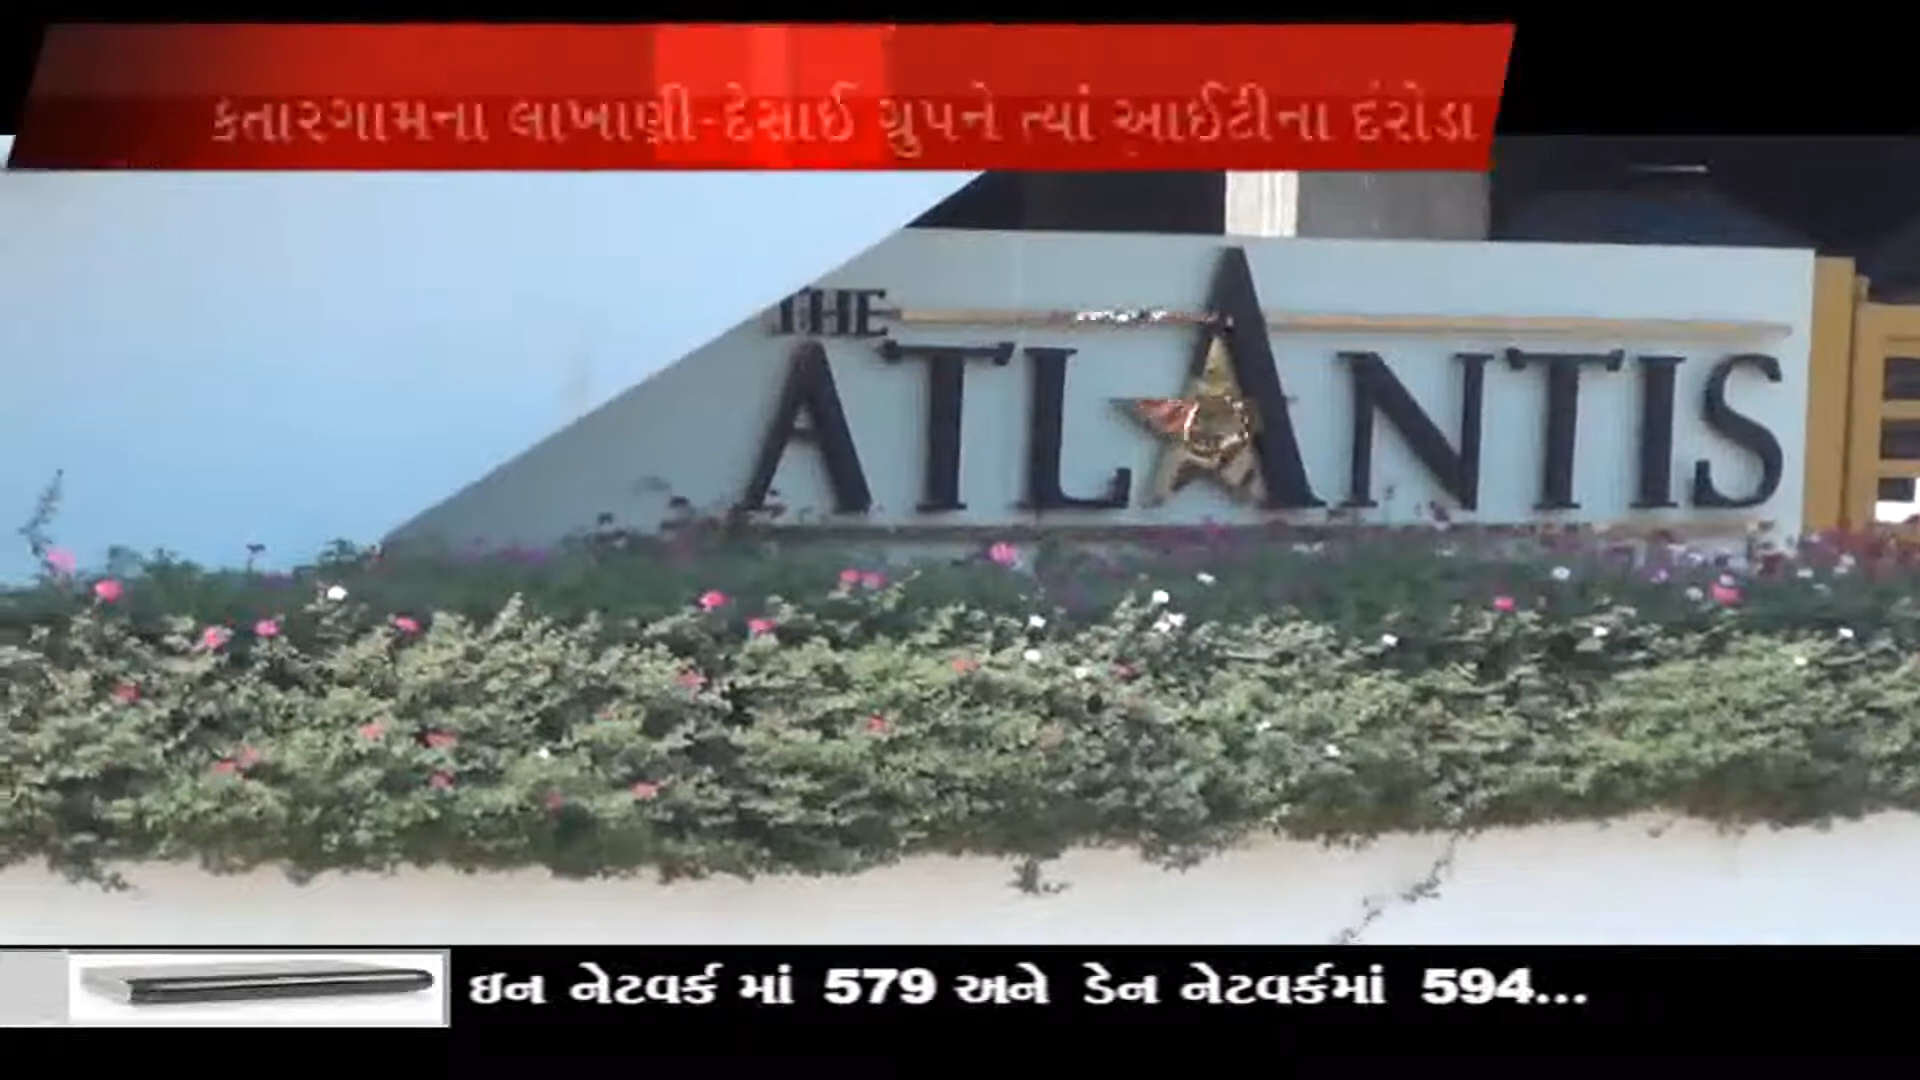 કતારગામના લાખાણી-દેસાઈ ગ્રુપને ત્યાં આઈટીના દરોડા
THE
ATLANTIS
ઇન નેટવર્ક માં 579 અને ડેન નેટવર્કમાં 594...